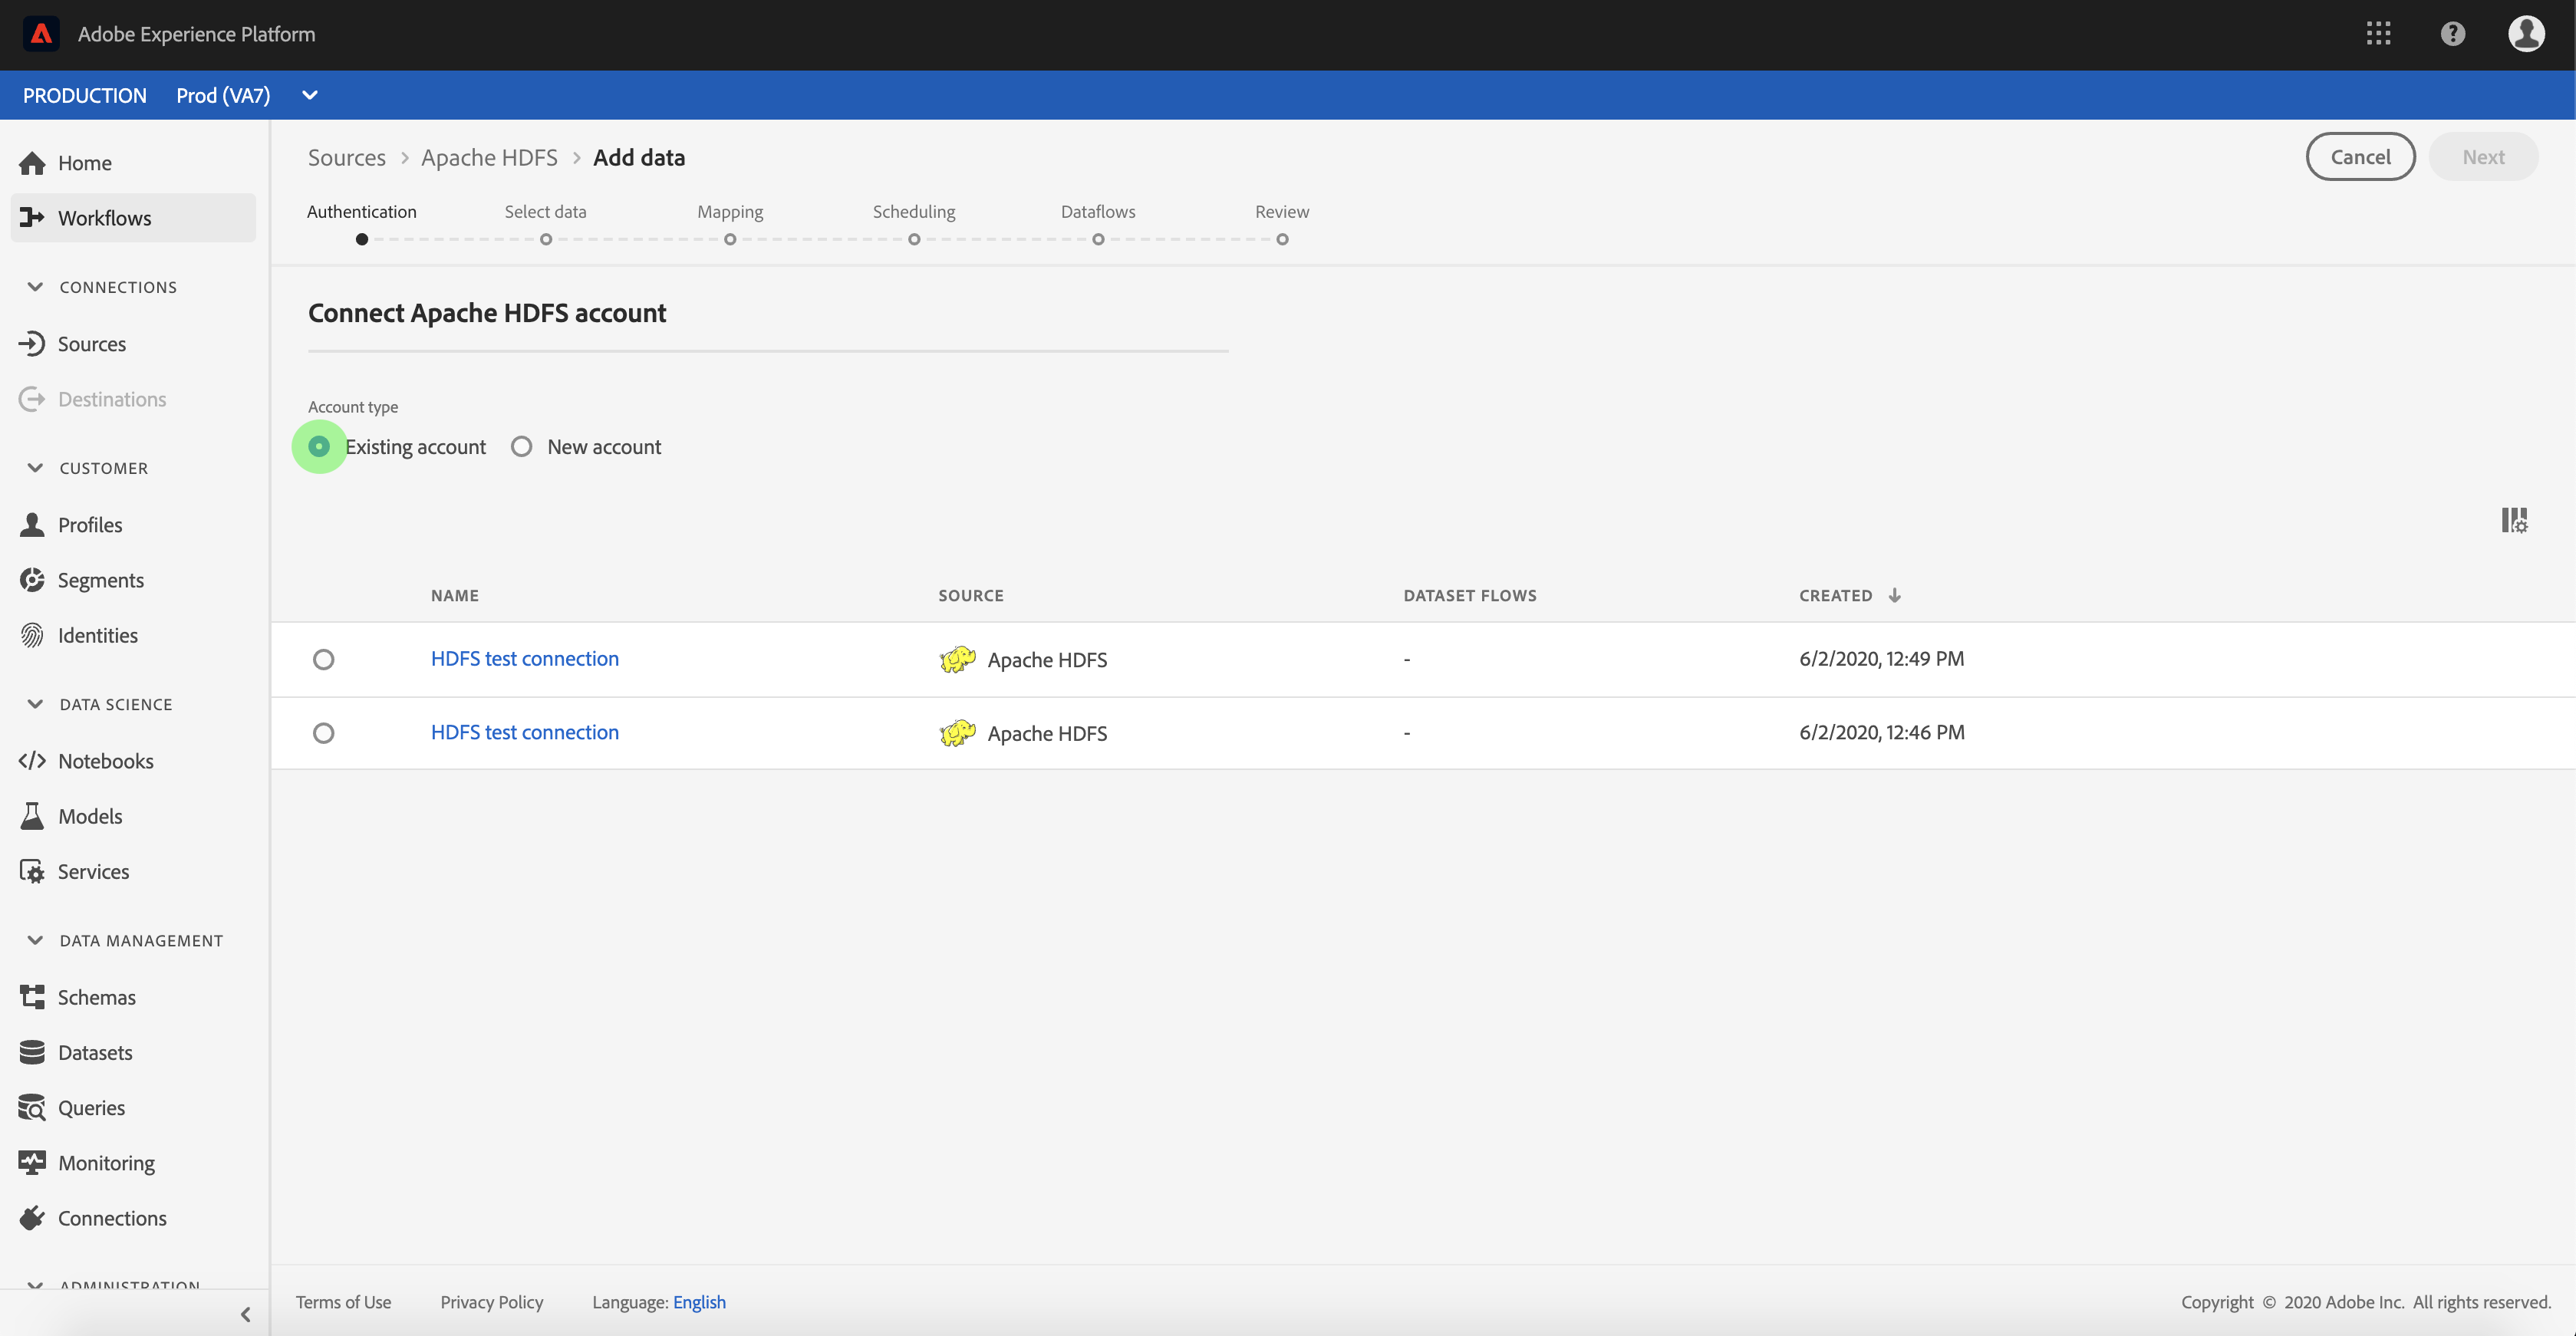 Adobe Experience Platform
PRODUCTION Prod (VA7)
Home
Workflows
CONNECTIONS
Sources
Destinations
CUSTOMER
Profiles
Segments
Identities
DATA SCIENCE
Notebooks
Models
Services
DATA MANAGEMENT
Schemas
Datasets
Queries
Monitoring
Connections
ADMINISTRATION
Sources > Apache HDFS > Add data
Cancel Next
Authentication Select data Mapping Scheduling Dataflows Review
Connect Apache HDFS account
Account type
Existing account New account
NAME SOURCE DATASET FLOWS CREATED
HDFS test connection Apache HDFS - 6/2/2020, 12:49 PM
HDFS test connection Apache HDFS - 6/2/2020, 12:46 PM
Terms of Use Privacy Policy Language: English Copyright © 2020 Adobe Inc. All rights reserved.